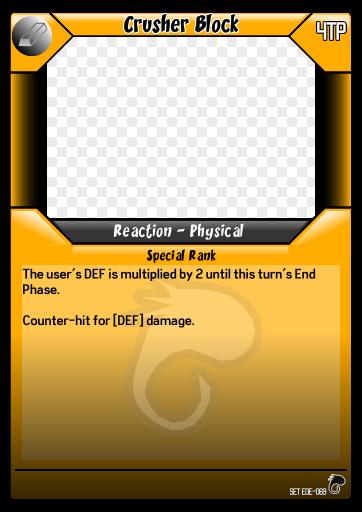 Crusher Block
4TP
Reaction - Physical
Special Rank
The user's DEF is multiplied by 2 until this turn's End
Phase.
Counter-hit for [DEF] damage.
SET EOE-069